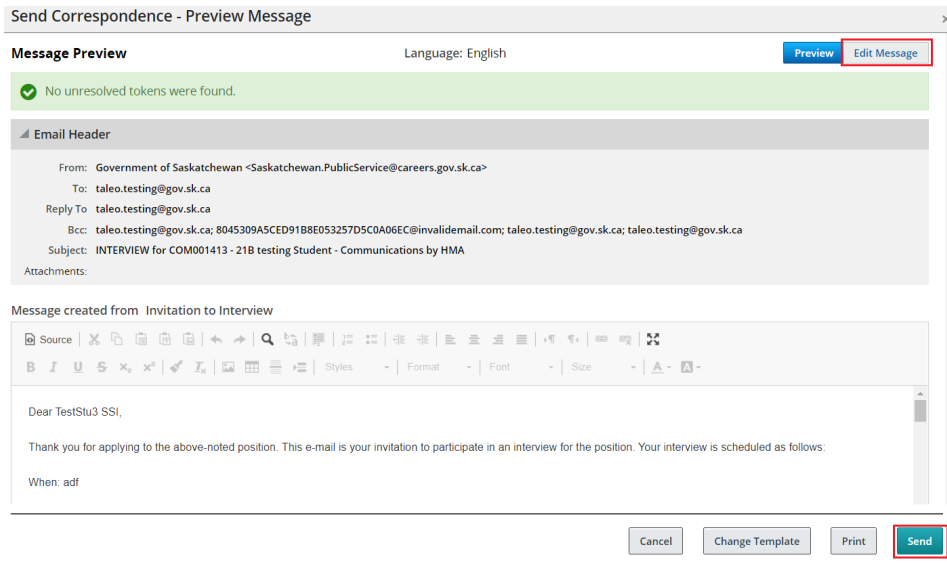 Send Correspondence - Preview Message
×
Message Preview
Language: English
Preview
Edit Message
No unresolved tokens were found.
Email Header
From: Government of Saskatchewan <Saskatchewan.PublicService@careers.gov.sk.ca>
To: taleo.testing@gov.sk.ca
Reply To taleo.testing@gov.sk.ca
Bcc: taleo.testing@gov.sk.ca; 8045309A5CED91B8E053257D5C0A06EC@invalidemail.com; taleo.testing@gov.sk.ca; taleo.testing@gov.sk.ca
Subject: INTERVIEW for COM001413 - 21B testing Student - Communications by HMA
Attachments:
Message created from Invitation to Interview
Source
B I U S x₂ x² Ix Styles Format Font Size A A
Dear TestStu3 SSI,
Thank you for applying to the above-noted position. This e-mail is your invitation to participate in an interview for the position. Your interview is scheduled as follows:
When: adf
Cancel
Change Template
Print
Send